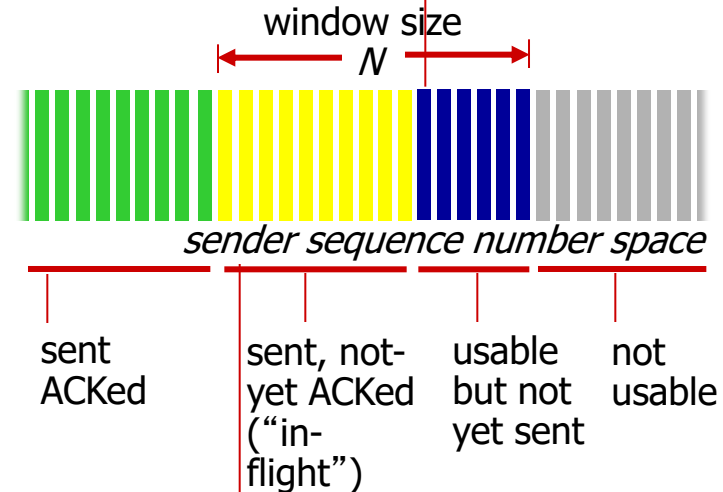 window size
N
sender sequence number space
sent
ACKed
sent, not-
yet ACKed
(“in-
flight”)
usable
but not
yet sent
not
usable